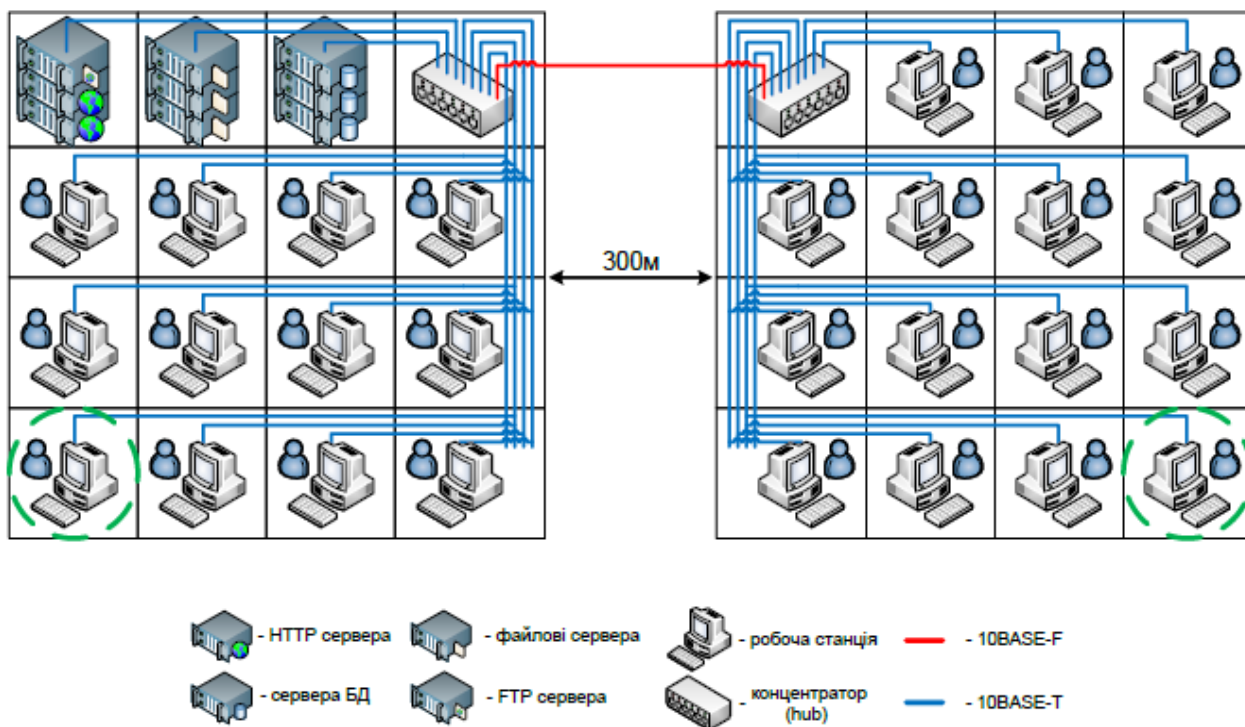 300м
- HTTP сервера
- файлові сервера
- робоча станція
- 10BASE-F
- сервера БД
- FTP сервера
- концентратор
(hub)
- 10BASE-T